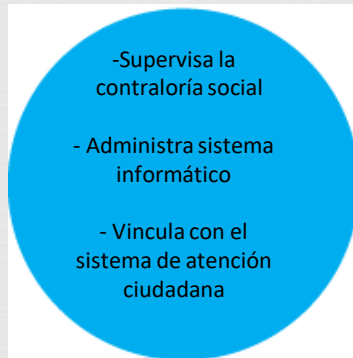 -Supervisa la
contraloría social
- Administra sistema
informático
- Vincula con el
sistema de atención
ciudadana